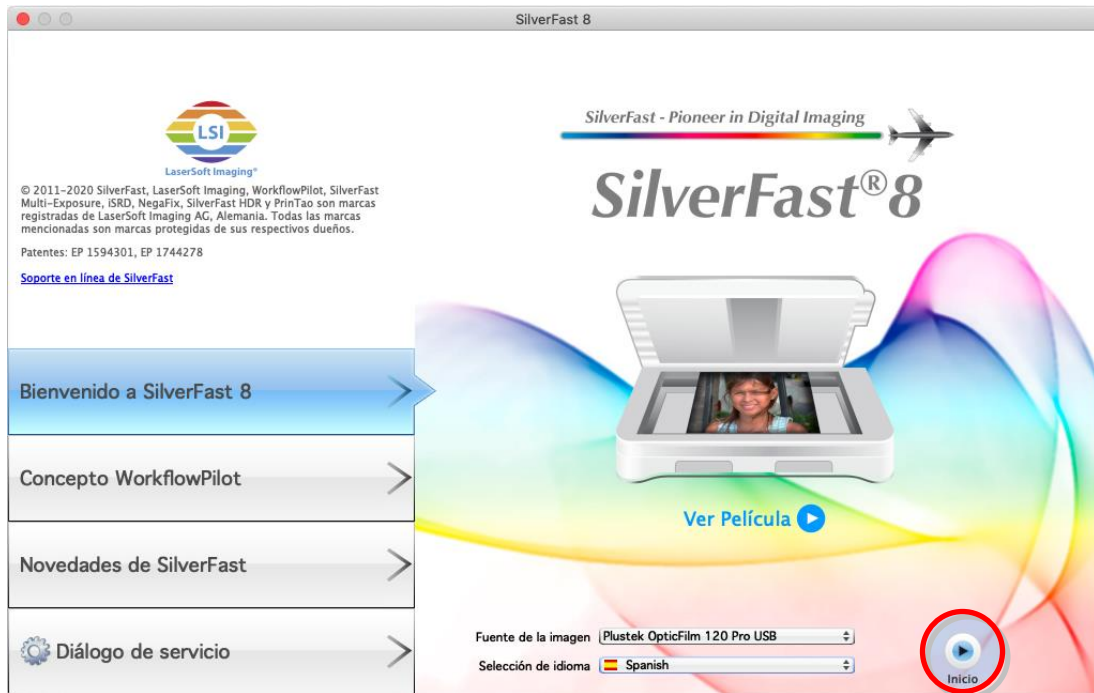 SilverFast 8
LSI
LaserSoft Imaging®
© 2011-2020 SilverFast, LaserSoft Imaging, WorkflowPilot, SilverFast
Multi-Exposure, iSRD, NegaFix, SilverFast HDR y PrinTao son marcas
registradas de LaserSoft Imaging AG, Alemania. Todas las marcas
mencionadas son marcas protegidas de sus respectivos dueños.
Patentes: EP 1594301, EP 1744278
Soporte en línea de SilverFast
Bienvenido a SilverFast 8
Concepto WorkflowPilot
Novedades de SilverFast
Diálogo de servicio
SilverFast - Pioneer in Digital Imaging
SilverFast®8
Ver Película
Fuente de la imagen Plustek OpticFilm 120 Pro USB
Selección de idioma Spanish
Inicio